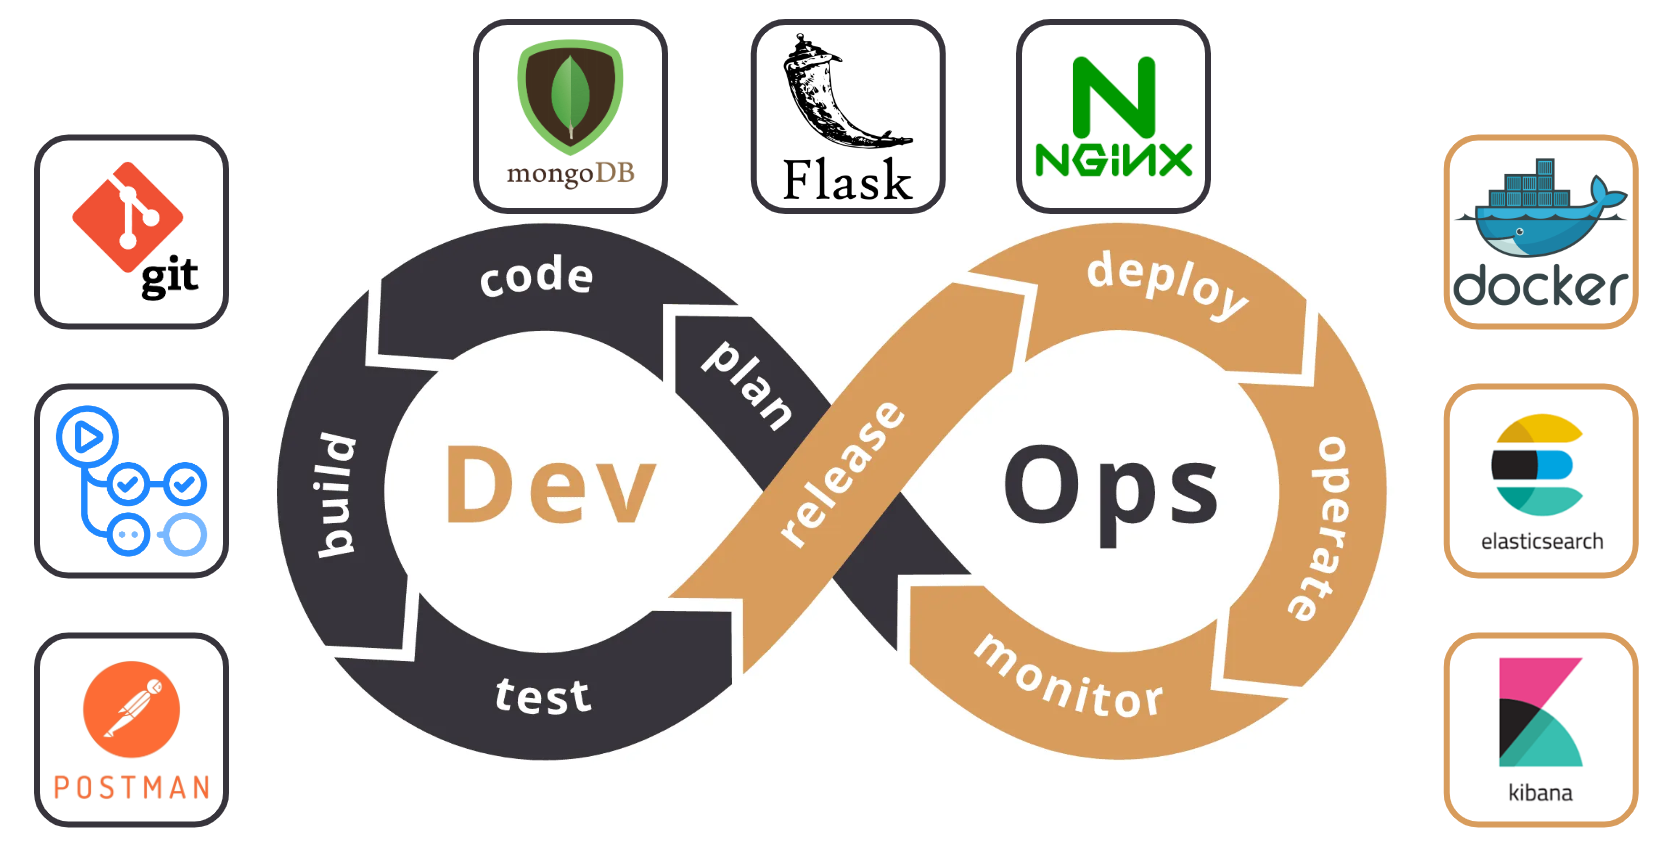 mongoDB
Flask
N
NGiNX
git
docker
code
deploy
plan
build
Dev
release
Ops
operate
elasticsearch
test
monitor
POSTMAN
kibana